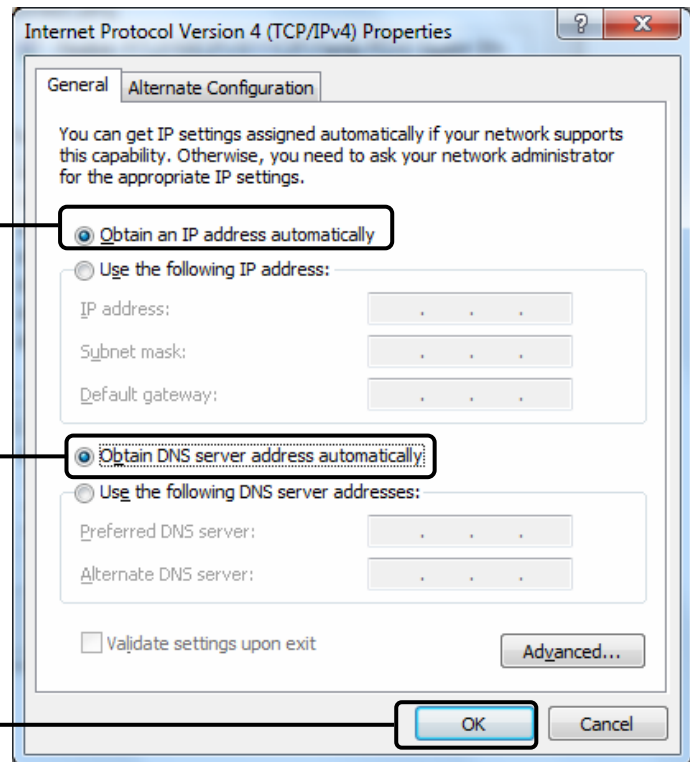 Internet Protocol Version 4 (TCP/IPv4) Properties
General
Alternate Configuration
You can get IP settings assigned automatically if your network supports
this capability. Otherwise, you need to ask your network administrator
for the appropriate IP settings.
Obtain an IP address automatically
Use the following IP address:
IP address:
Subnet mask:
Default gateway:
Obtain DNS server address automatically
Use the following DNS server addresses:
Preferred DNS server:
Alternate DNS server:
Validate settings upon exit
Advanced...
OK
Cancel